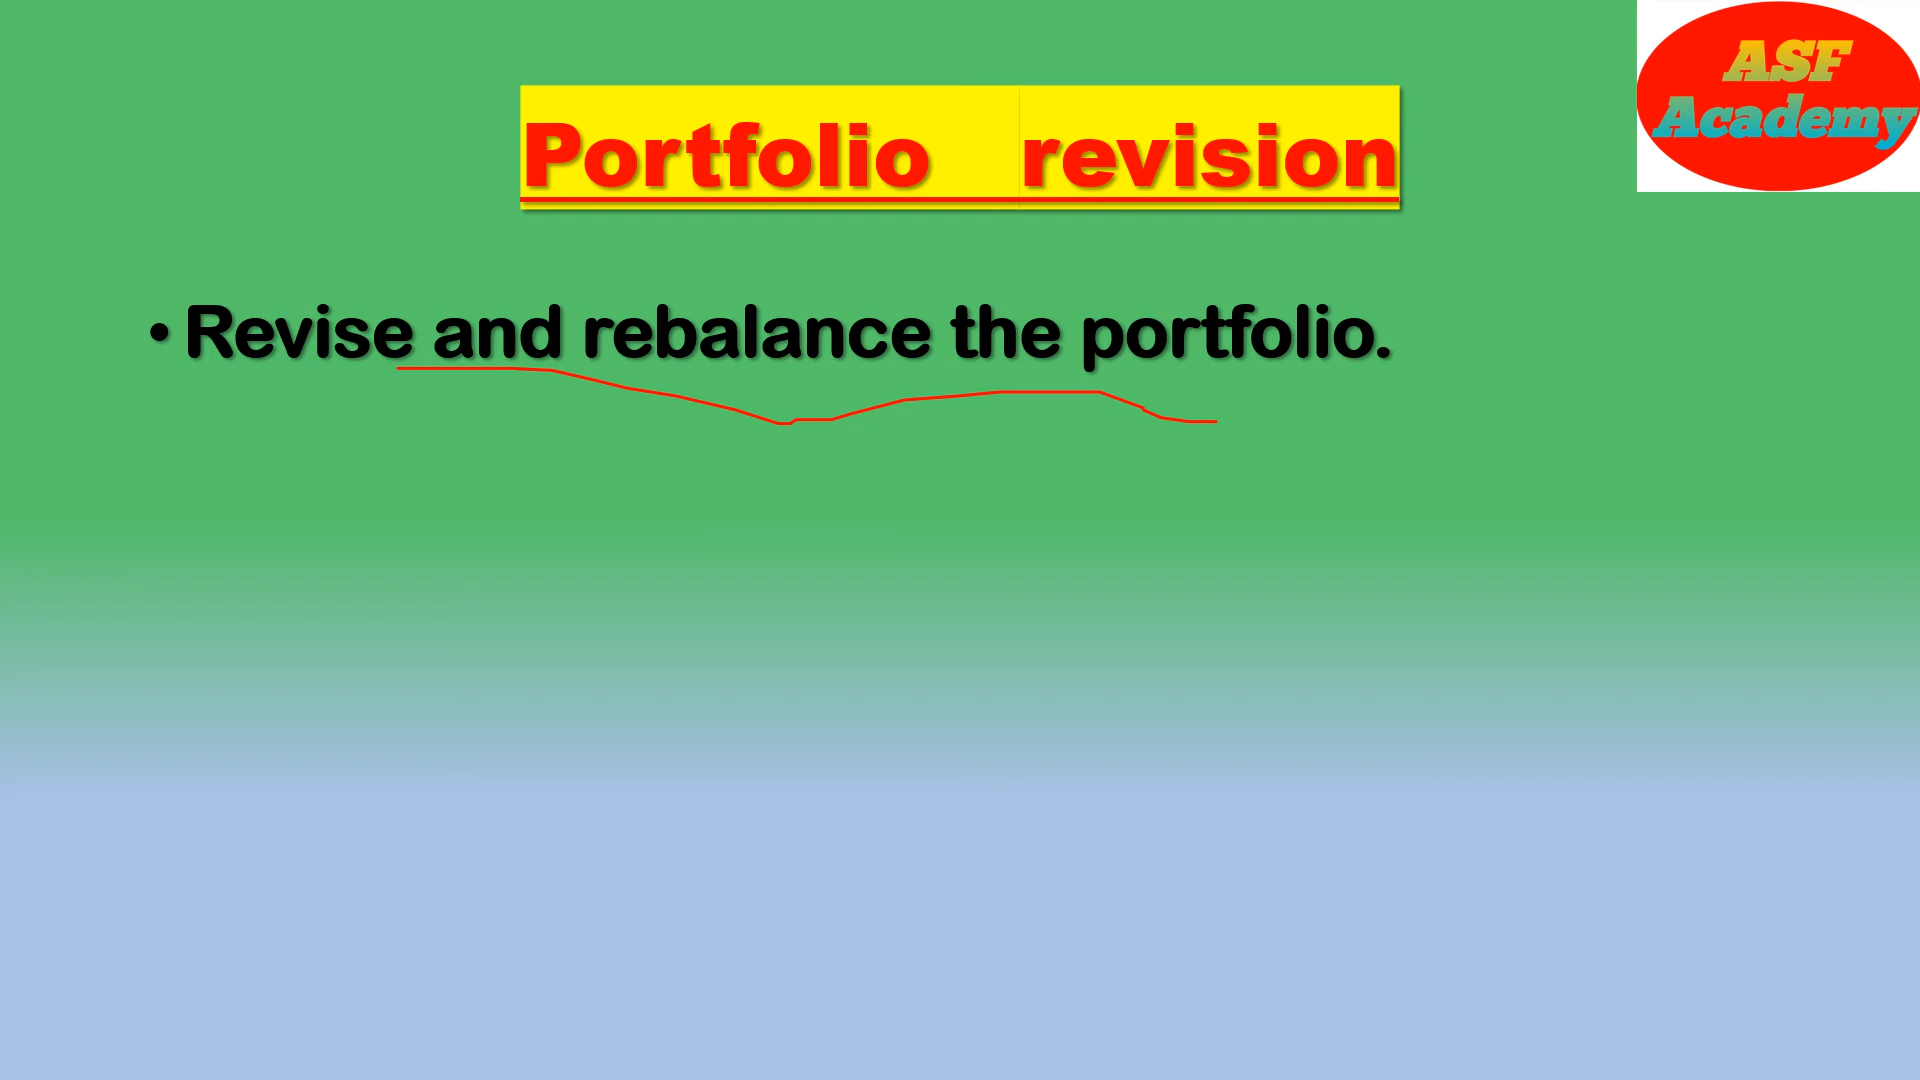 ASF
Academy
Portfolio revision
• Revise and rebalance the portfolio.